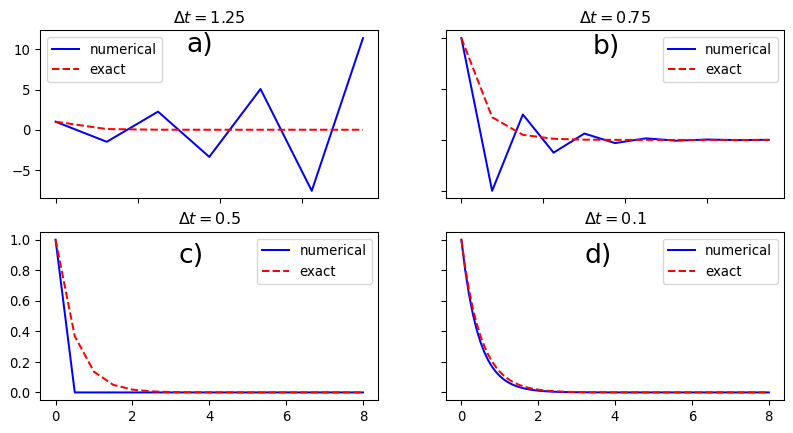 Δt = 1.25
a)
numerical
exact
10
5
0
−5
Δt = 0.75
b)
numerical
exact
Δt = 0.5
c)
numerical
exact
1.0
0.8
0.6
0.4
0.2
0.0
0 2 4 6 8
Δt = 0.1
d)
numerical
exact
0 2 4 6 8